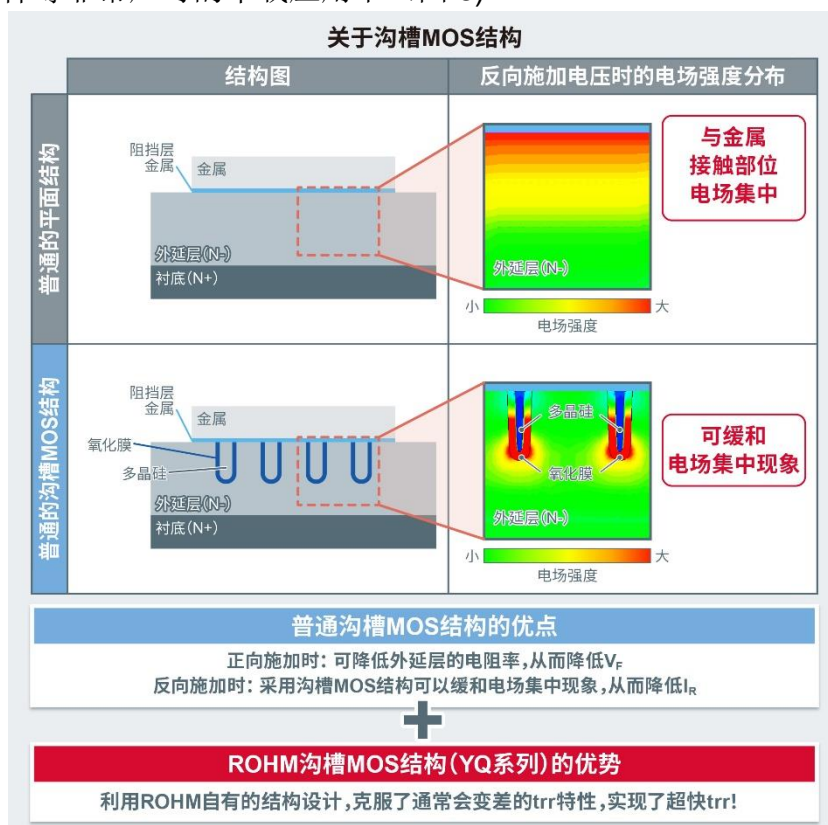 关于沟槽MOS结构
结构图
反向施加电压时的电场强度分布
普通的平面结构
阻挡层
金属
金属
外延层(N-)
衬底(N+)
外延层(N-)
小
大
电场强度
与金属
接触部位
电场集中
普通的沟槽MOS结构
阻挡层
金属
金属
氧化膜
多晶硅
外延层(N-)
衬底(N+)
多晶硅
氧化膜
外延层(N-)
小
大
电场强度
可缓和
电场集中现象
普通沟槽MOS结构的优点
正向施加时：可降低外延层的电阻率，从而降低VF
反向施加时：采用沟槽MOS结构可以缓和电场集中现象，从而降低IR
+
ROHM沟槽MOS结构（YQ系列）的优势
利用ROHM自有的结构设计，克服了通常会变差的trr特性，实现了超快trr!